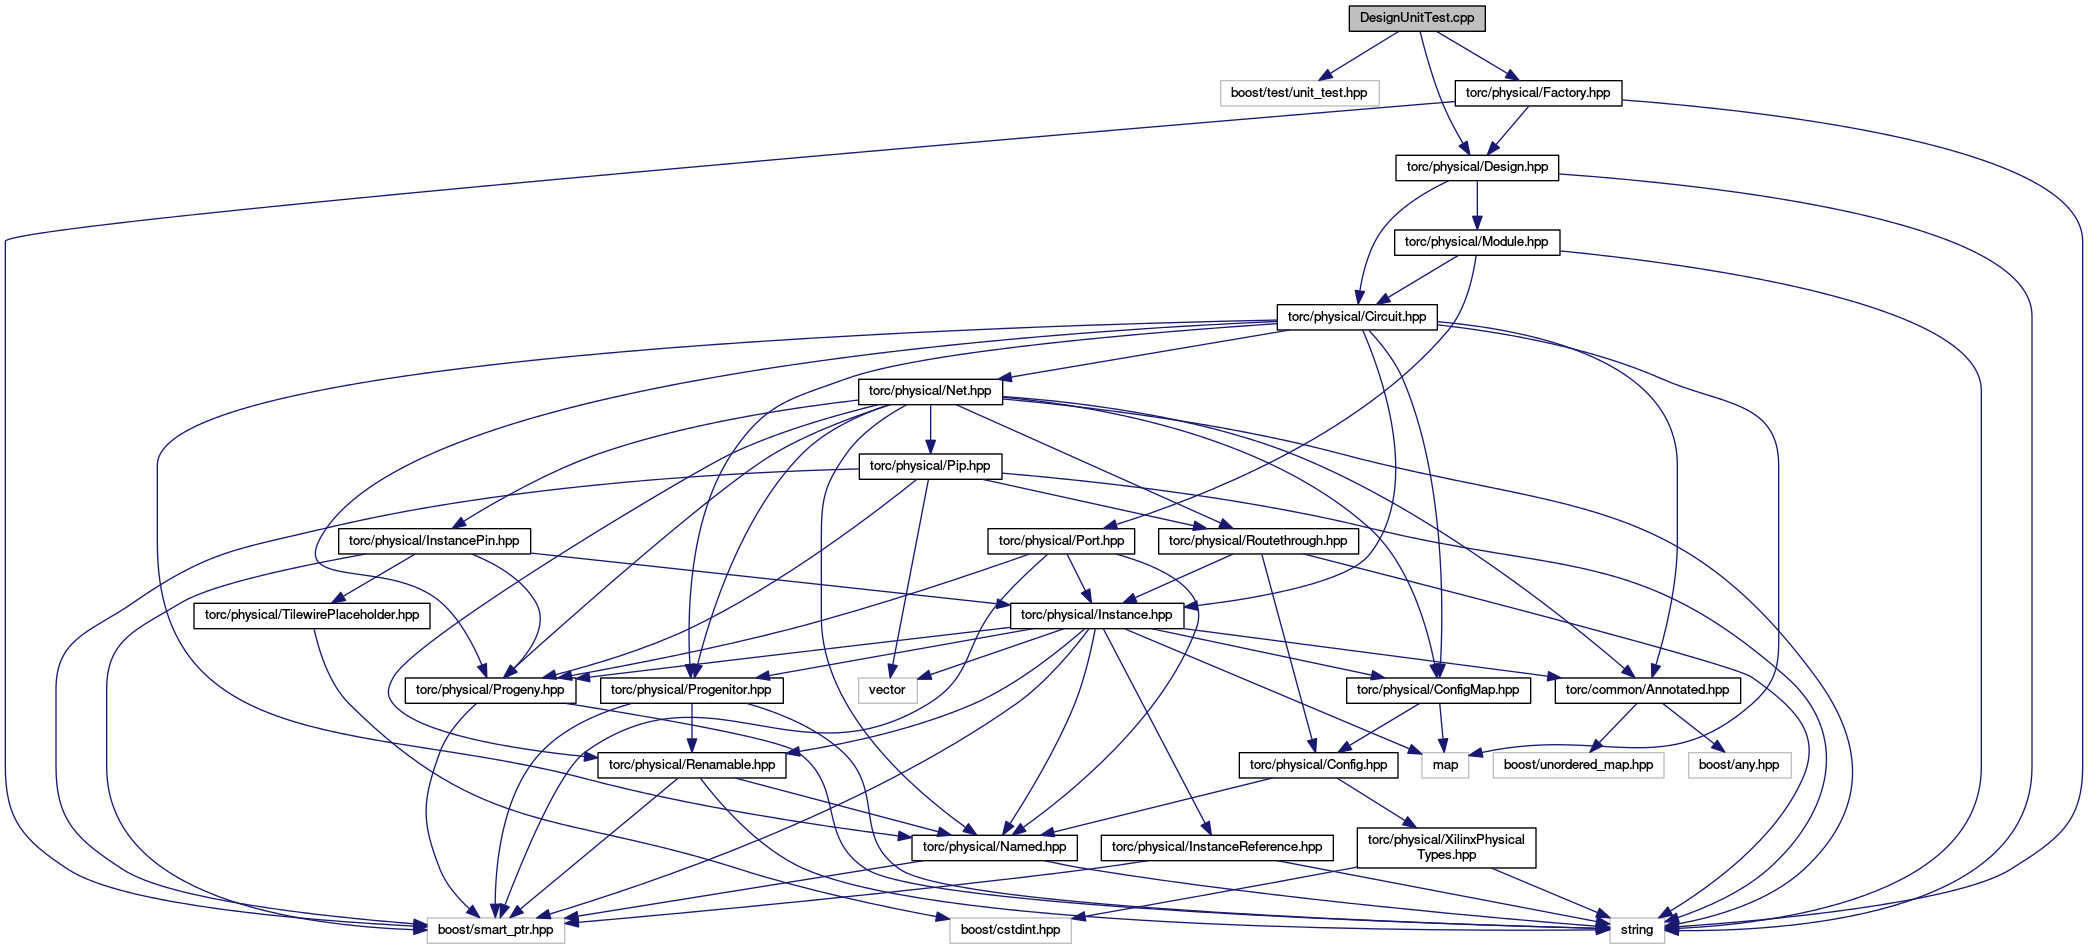 DesignUnitTest.cpp
boost/test/unit_test.hpp
torc/physical/Factory.hpp
torc/physical/Design.hpp
torc/physical/Module.hpp
torc/physical/Circuit.hpp
torc/physical/Net.hpp
torc/physical/Pip.hpp
torc/physical/InstancePin.hpp
torc/physical/Port.hpp
torc/physical/Routethrough.hpp
torc/physical/TilewirePlaceholder.hpp
torc/physical/Instance.hpp
torc/physical/Progeny.hpp
torc/physical/Progenitor.hpp
vector
torc/physical/ConfigMap.hpp
torc/common/Annotated.hpp
torc/physical/Renamable.hpp
torc/physical/Config.hpp
map
boost/unordered_map.hpp
boost/any.hpp
torc/physical/Named.hpp
torc/physical/InstanceReference.hpp
torc/physical/XilinxPhysical
Types.hpp
boost/smart_ptr.hpp
boost/cstdint.hpp
string